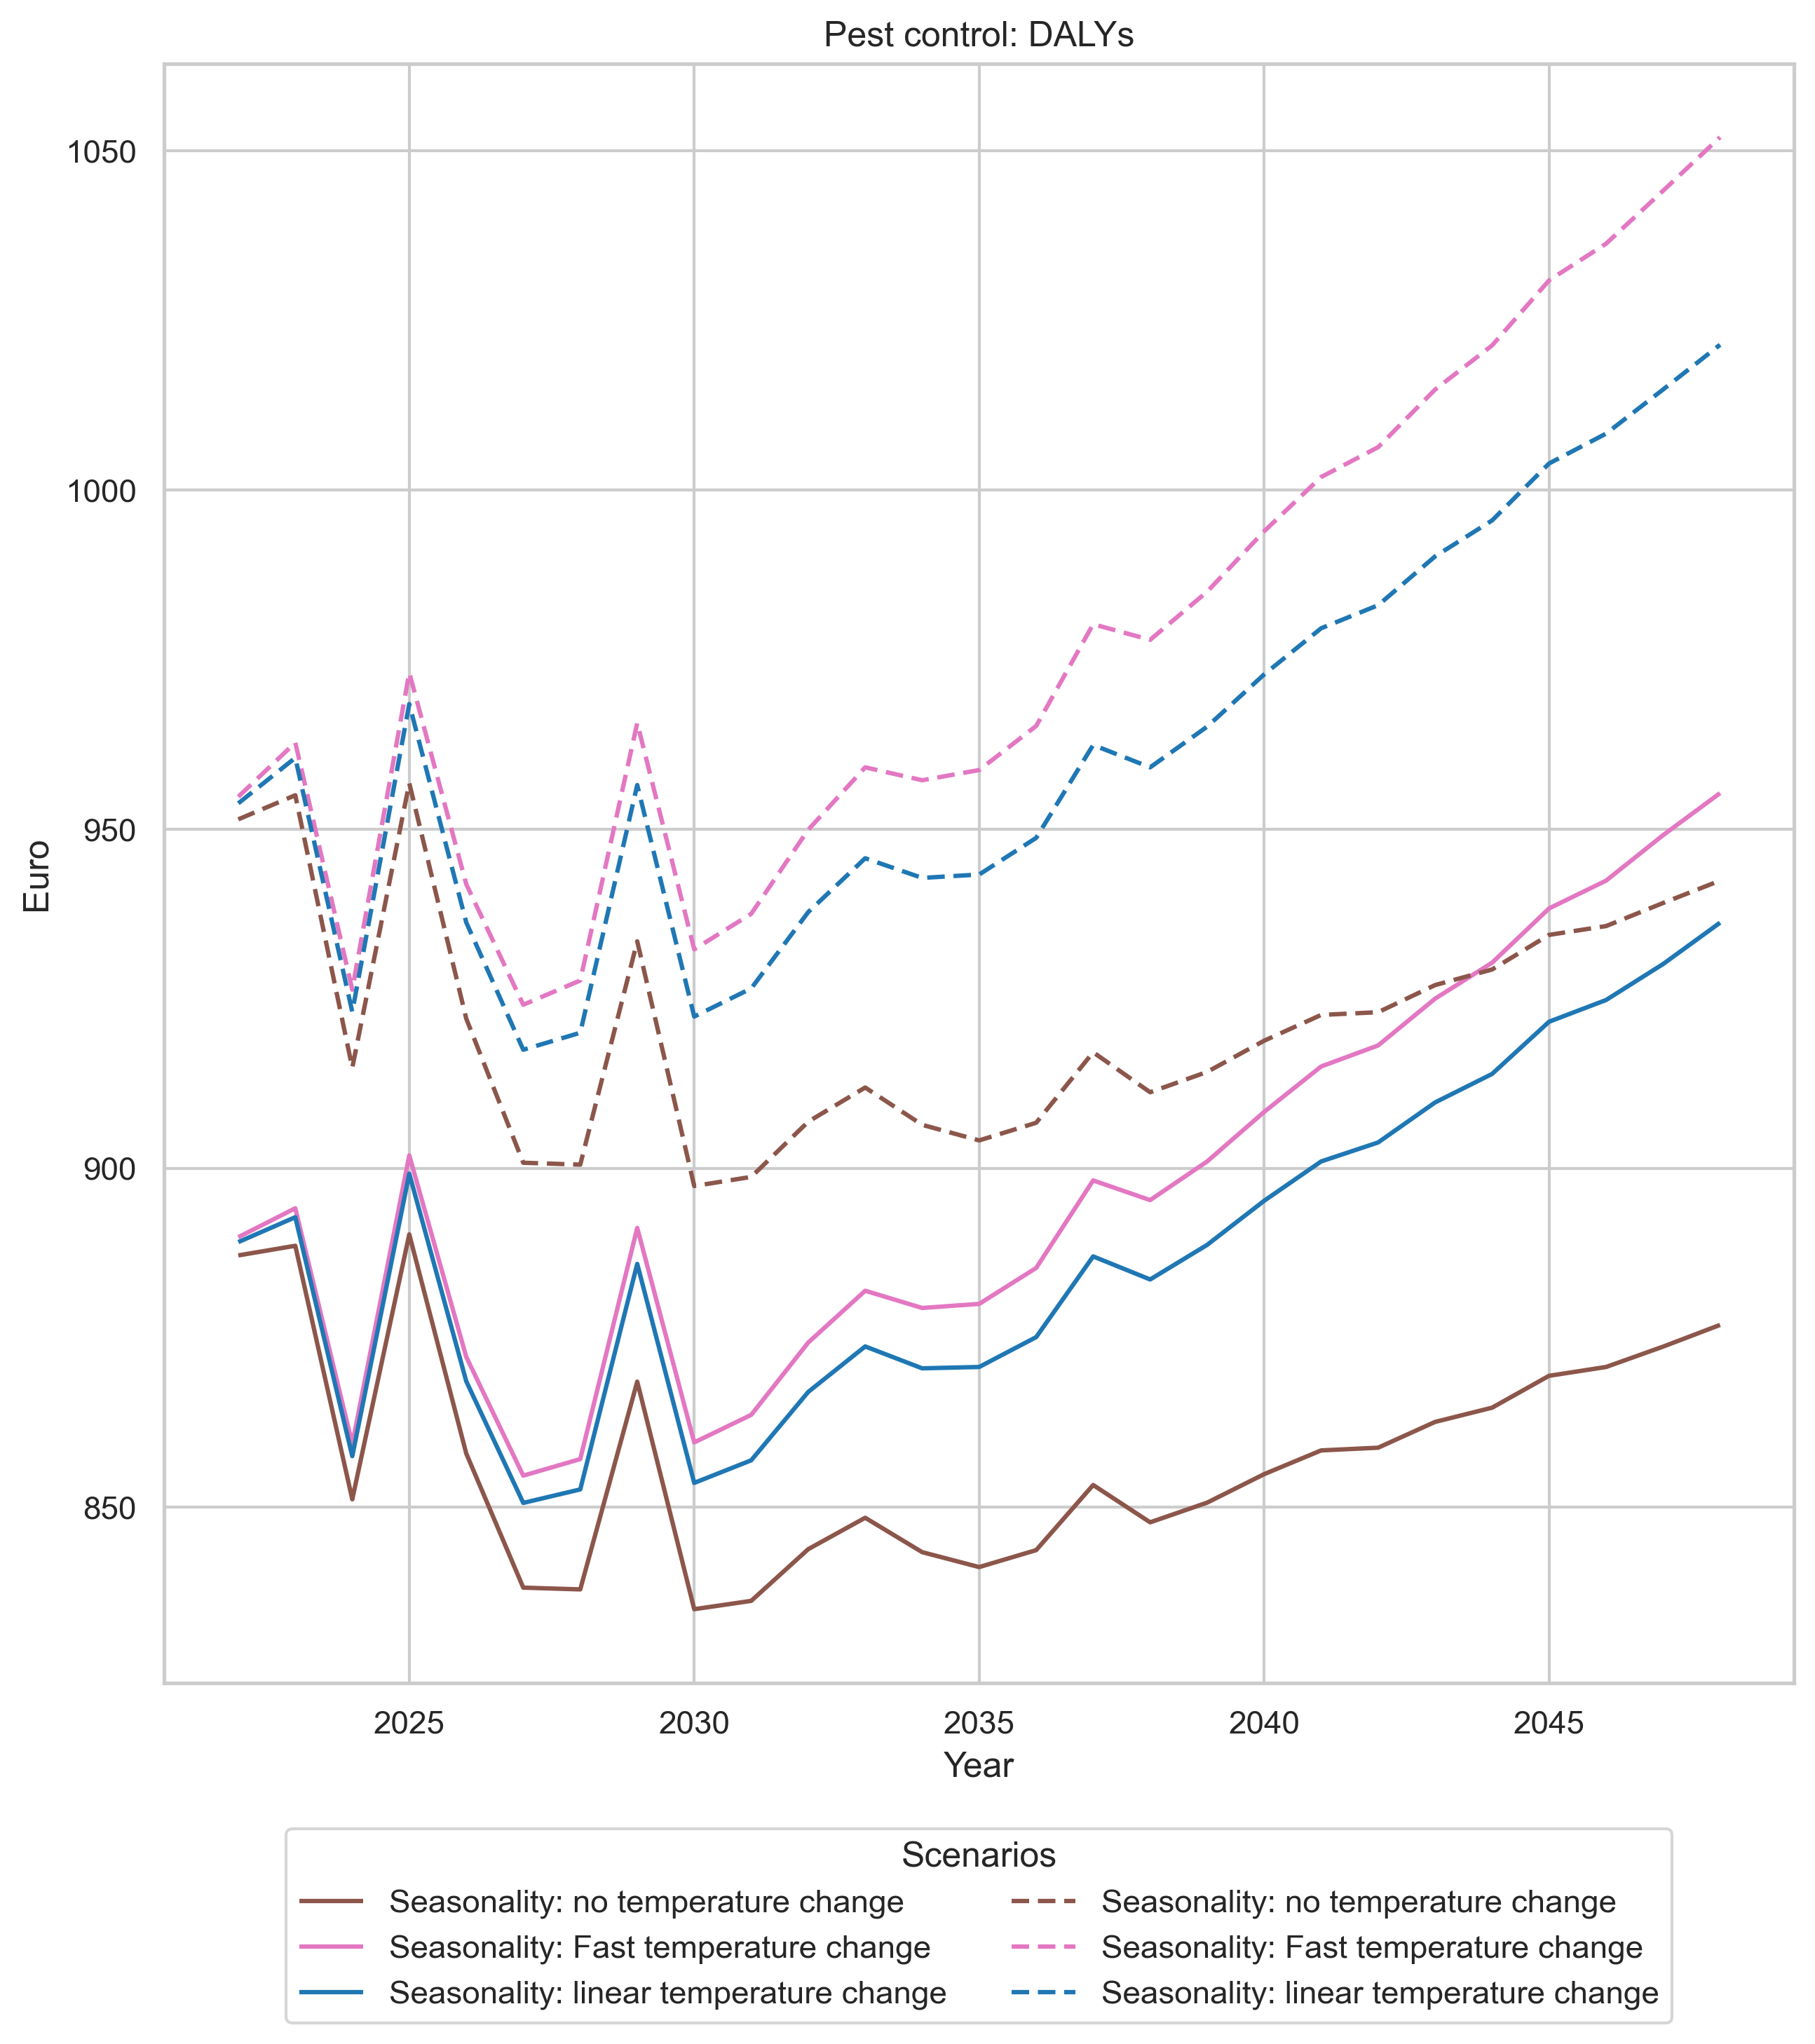 Pest control: DALYs
1050
1000
950
900
850
Euro
2025 2030 2035 2040 2045
Year
Scenarios
Seasonality: no temperature change Seasonality: no temperature change
Seasonality: Fast temperature change Seasonality: Fast temperature change
Seasonality: linear temperature change Seasonality: linear temperature change